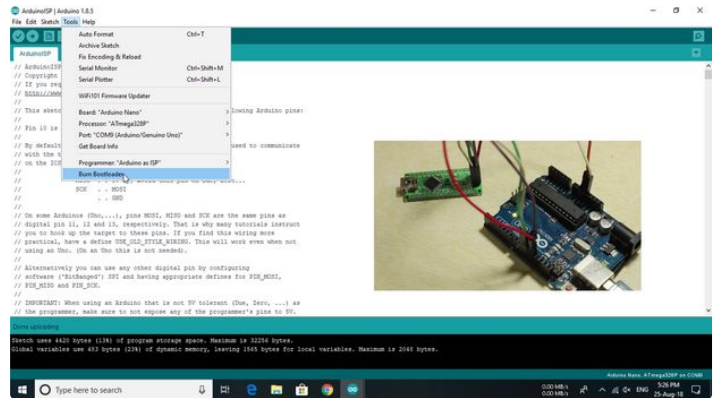 ArduinoISP | Arduino 1.8.5
File Edit Sketch Tools Help
ArduinoISP
Auto Format Ctrl+T
Archive Sketch
Fix Encoding & Reload
Serial Monitor Ctrl+Shift+M
Serial Plotter Ctrl+Shift+L
WiFi101 Firmware Updater
Board: "Arduino Nano"
Processor: "ATmega328P"
Port: "COM9 (Arduino/Genuino Uno)"
Get Board Info
Programmer: "Arduino as ISP"
Burn Bootloader
// ArduinoISP
// Copyright
// If you req
// http://www
//
// This sketc lowing Arduino pins:
//
// Pin 10 is
//
// By default used to communicate
// with the t
// on the ICS
//
//
// SCK . . MOSI
// . . GND
//
// On some Arduinos (Uno,...), pins MOSI, MISO and SCK are the same pins as
// digital pin 11, 12 and 13, respectively. That is why many tutorials instruct
// you to hook up the target to these pins. If you find this wiring more
// practical, have a define USE_OLD_STYLE_WIRING. This will work even when not
// using an Uno. (On an Uno this is not needed).
//
// Alternatively you can use any other digital pin by configuring
// software ('BitBanged') SPI and having appropriate defines for PIN_MOSI,
// PIN_MISO and PIN_SCK.
//
// IMPORTANT: When using an Arduino that is not 5V tolerant (Due, Zero, ...) as
// the programmer, make sure to not expose any of the programmer's pins to 5V.
Done uploading.
Sketch uses 4420 bytes (13%) of program storage space. Maximum is 32256 bytes.
Global variables use 483 bytes (23%) of dynamic memory, leaving 1565 bytes for local variables. Maximum is 2048 bytes.
Arduino Nano, ATmega328P on COM9
Type here to search
0.00 MB/s
0.00 MB/s
ENG
5:26 PM
25-Aug-18